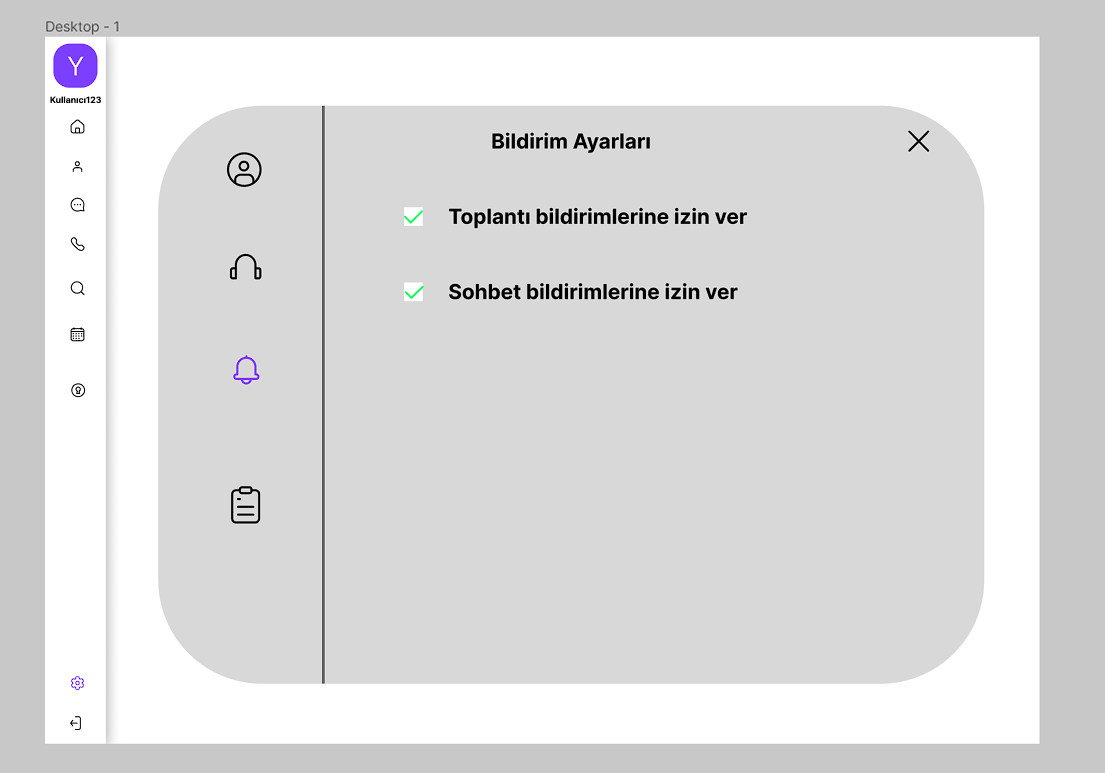 Desktop - 1
Y
Kullanıcı123
Bildirim Ayarları
Toplantı bildirimlerine izin ver
Sohbet bildirimlerine izin ver